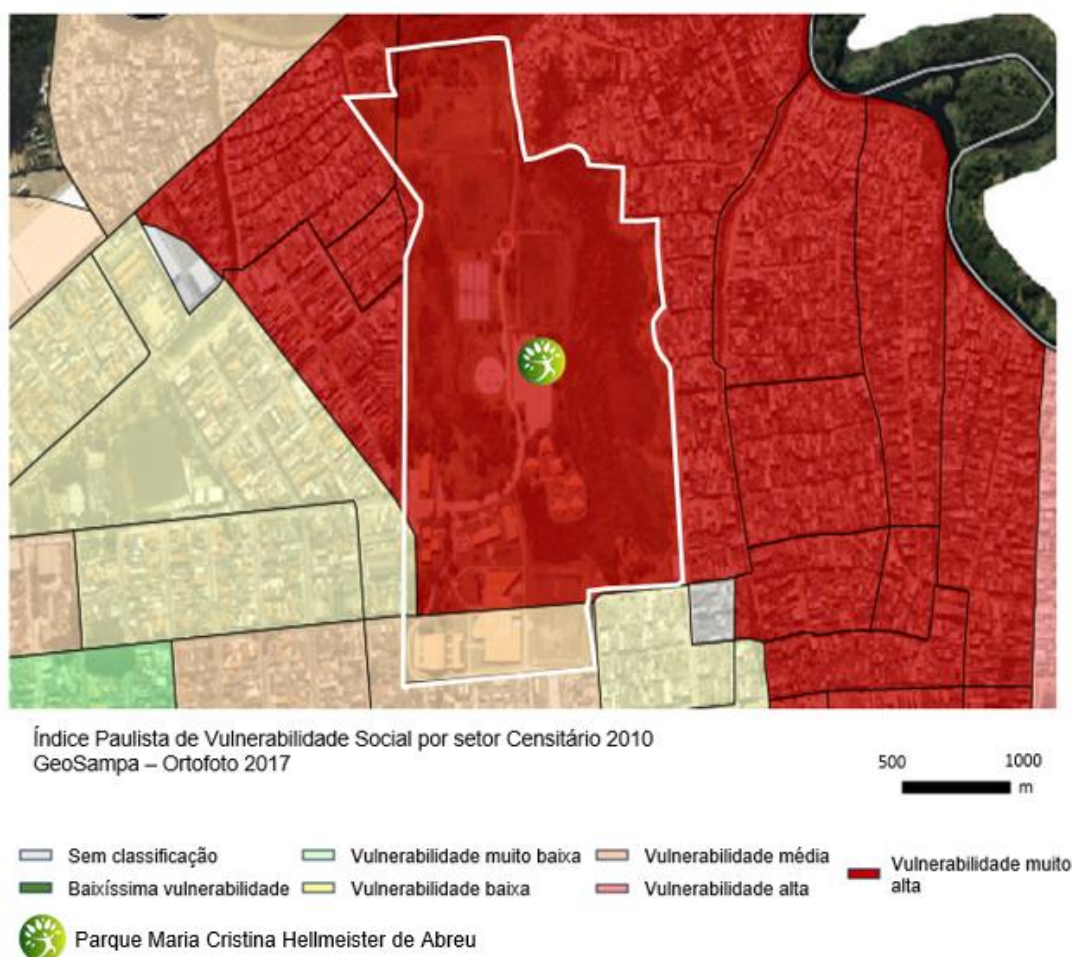 Índice Paulista de Vulnerabilidade Social por setor Censitário 2010
GeoSampa – Ortofoto 2017
500 1000
m
Sem classificação
Vulnerabilidade muito baixa
Vulnerabilidade média
Vulnerabilidade muito
alta
Baixíssima vulnerabilidade
Vulnerabilidade baixa
Vulnerabilidade alta
Parque Maria Cristina Hellmeister de Abreu